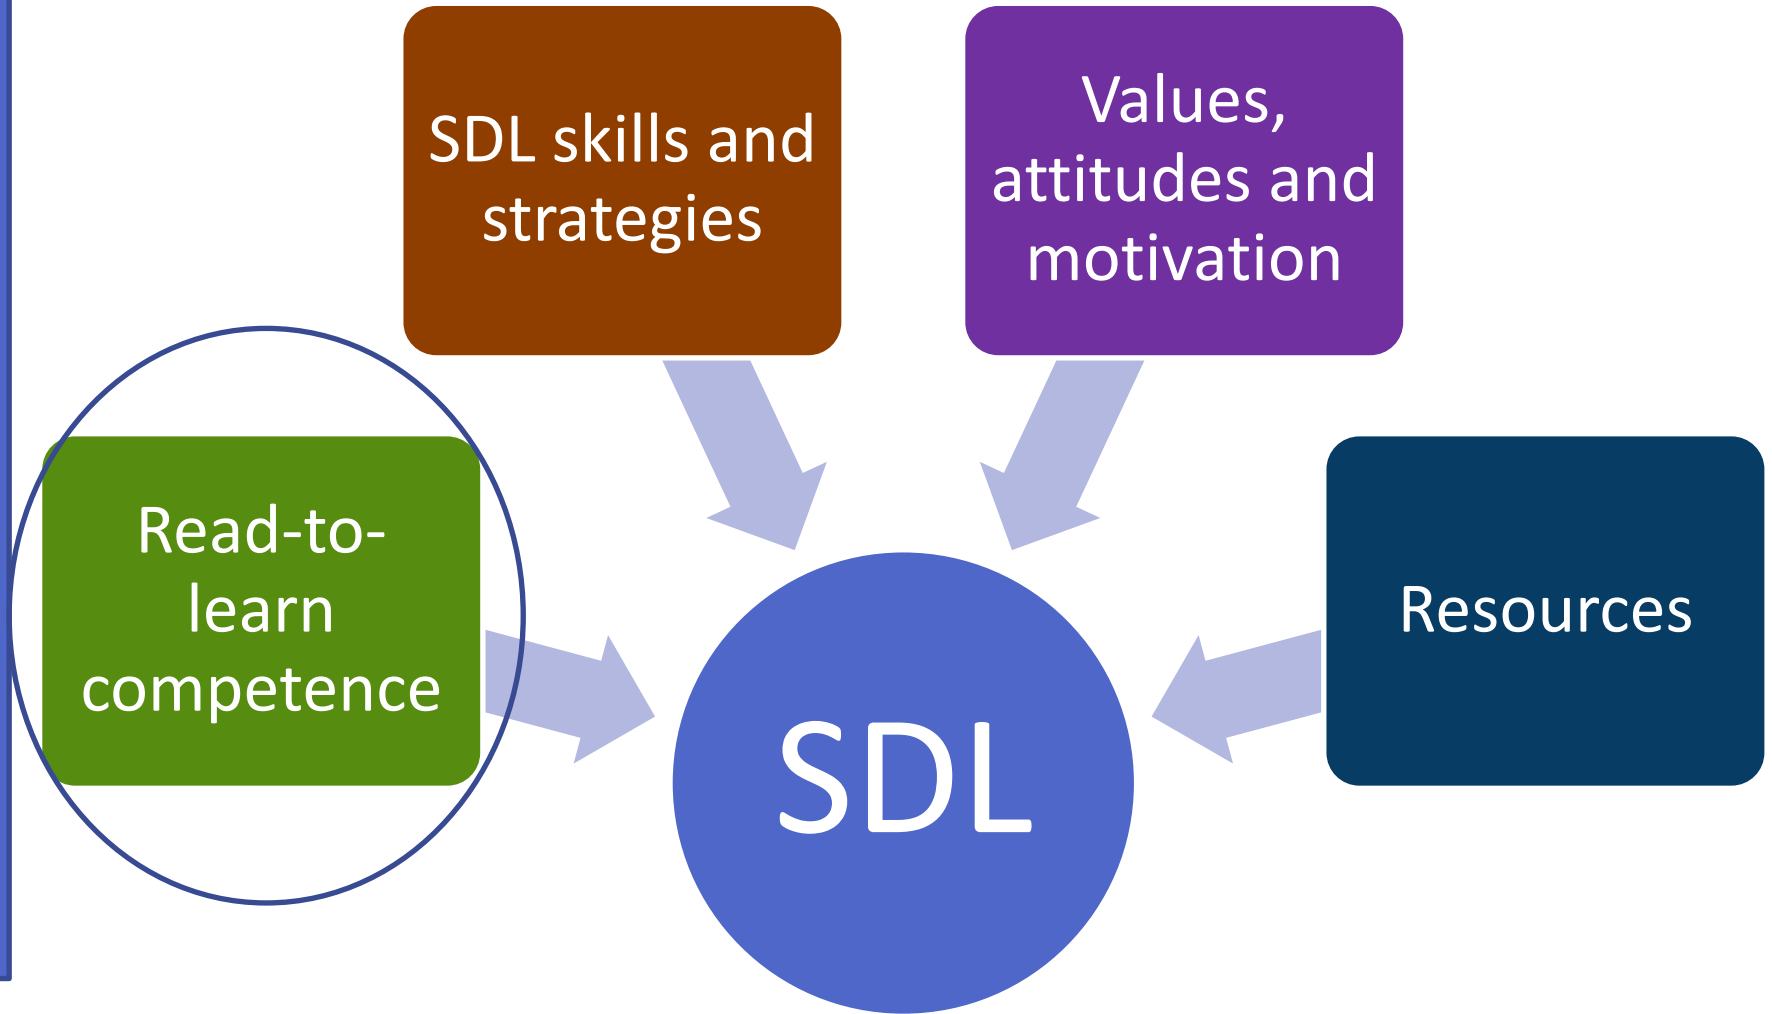 SDL skills and
strategies
Values,
attitudes and
motivation
Read-to-
learn
competence
Resources
SDL